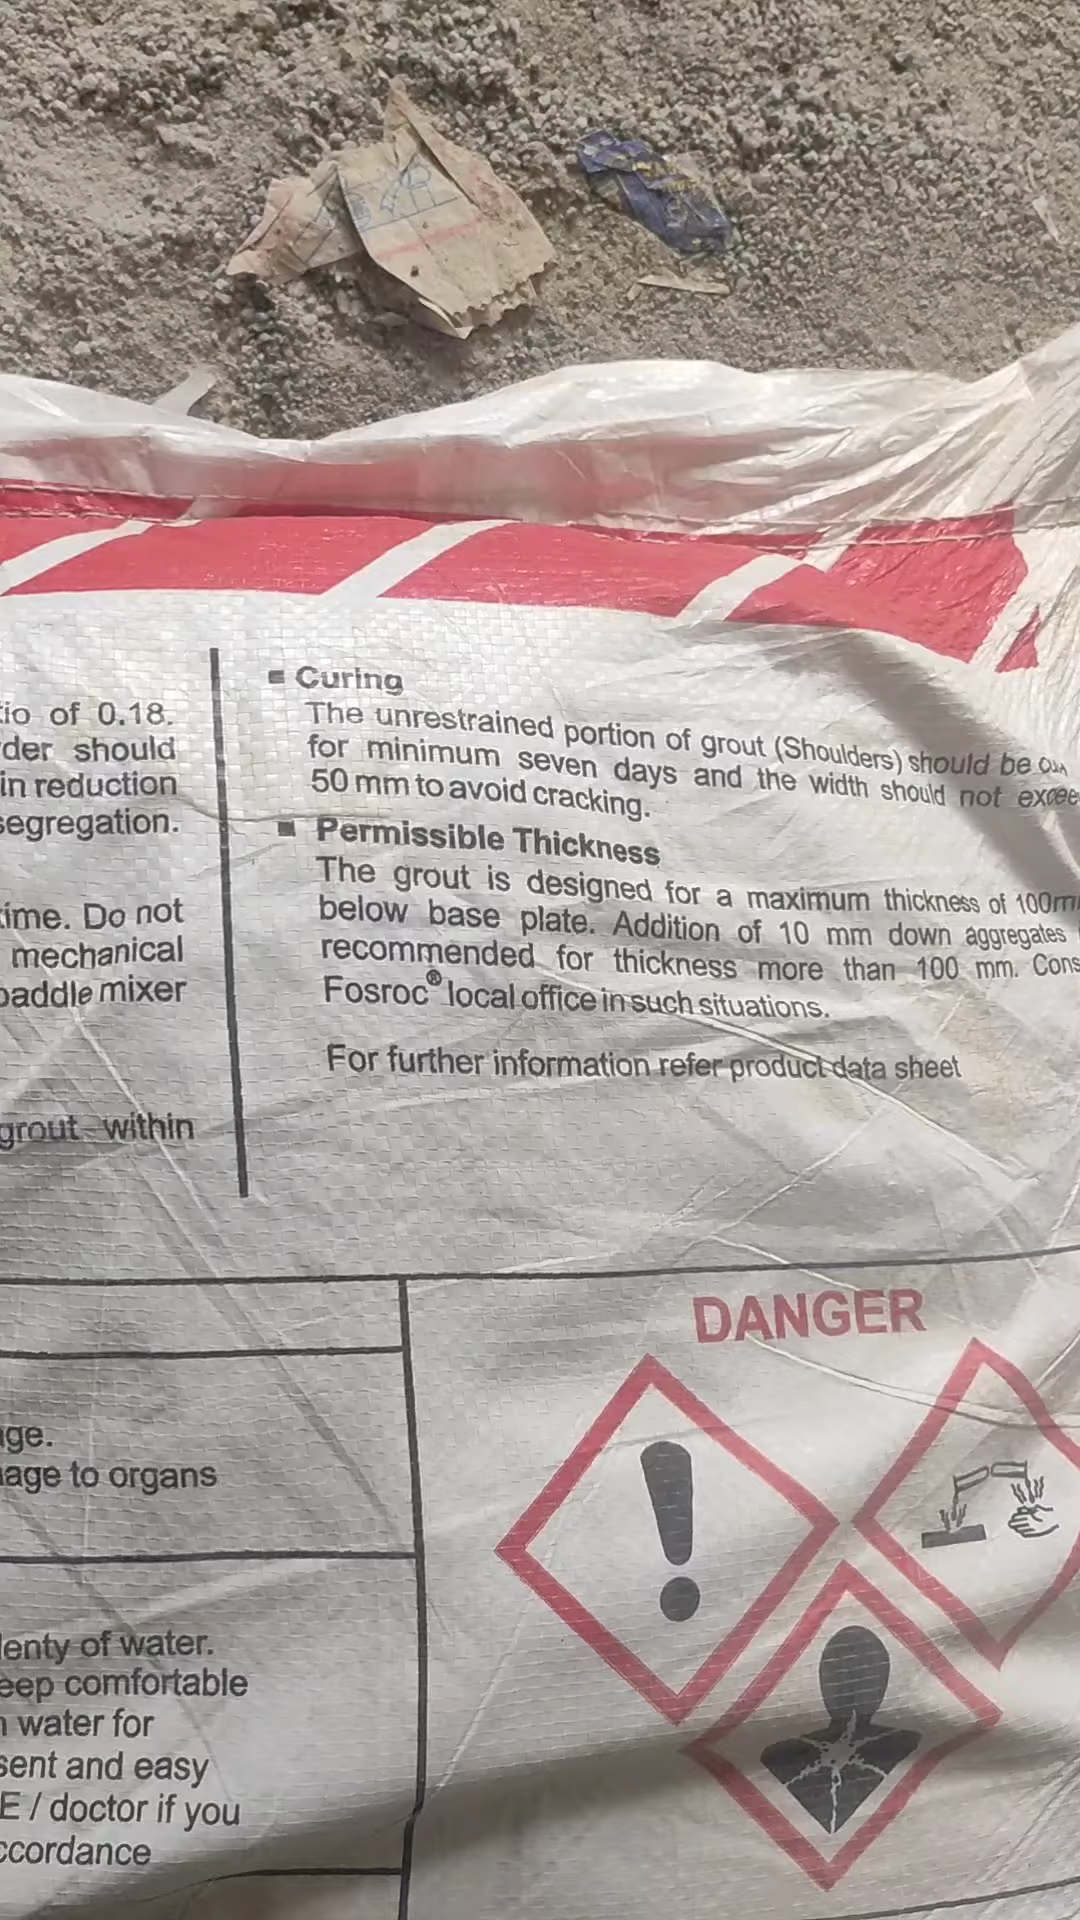 tio of 0.18.
der should
in reduction
segregation.
time. Do not
mechanical
paddle mixer
grout within
▪ Curing
The unrestrained portion of grout (Shoulders) should be
for minimum seven days and the width should not excee
50 mm to avoid cracking.
▪ Permissible Thickness
The grout is designed for a maximum thickness of 100m
below base plate. Addition of 10 mm down aggregates
recommended for thickness more than 100 mm. Cons
Fosroc® local office in such situations.
For further information refer product data sheet
age.
age to organs
lenty of water.
eep comfortable
water for
sent and easy
E / doctor if you
ccordance
DANGER